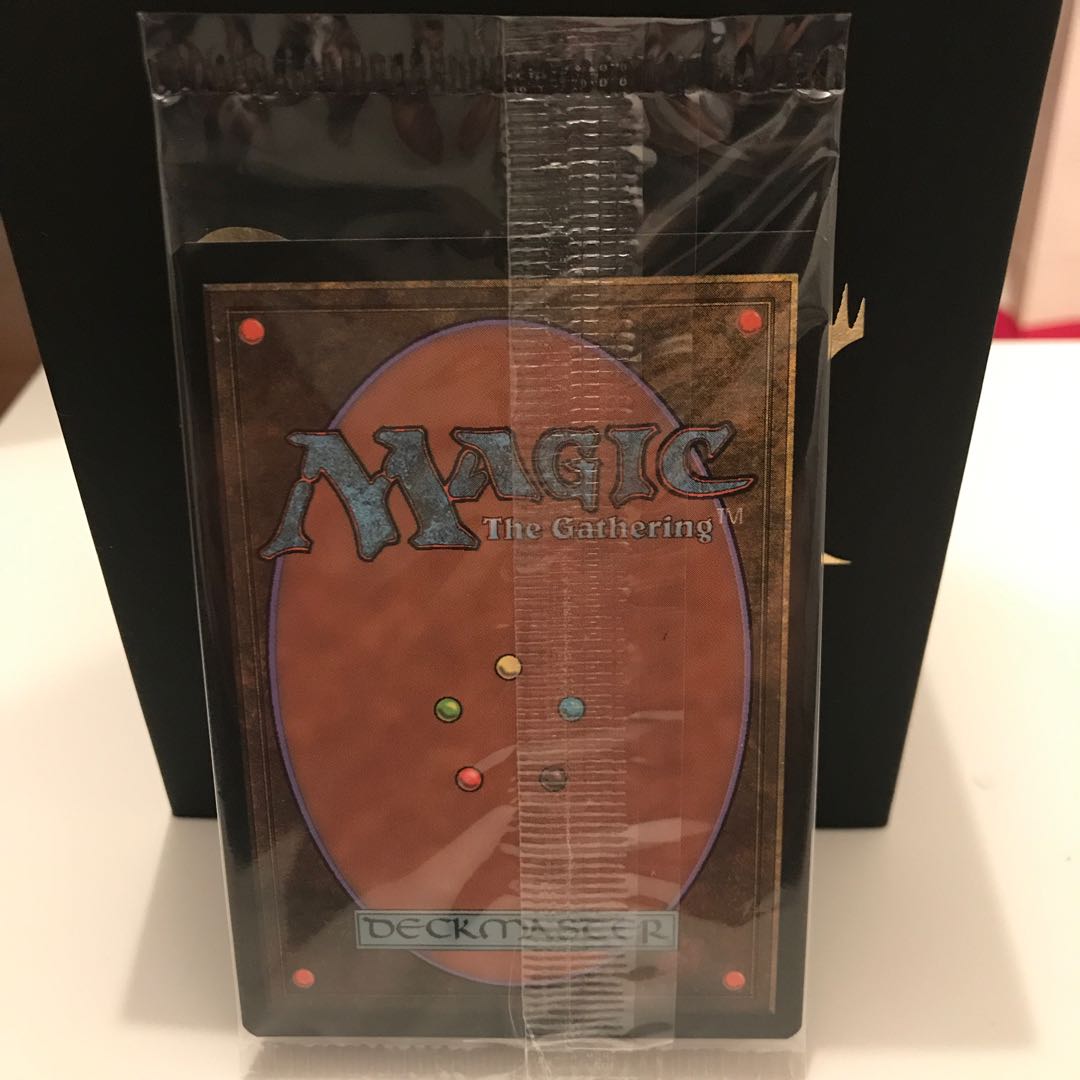 MAGIC
The Gathering™
DECKMASTER